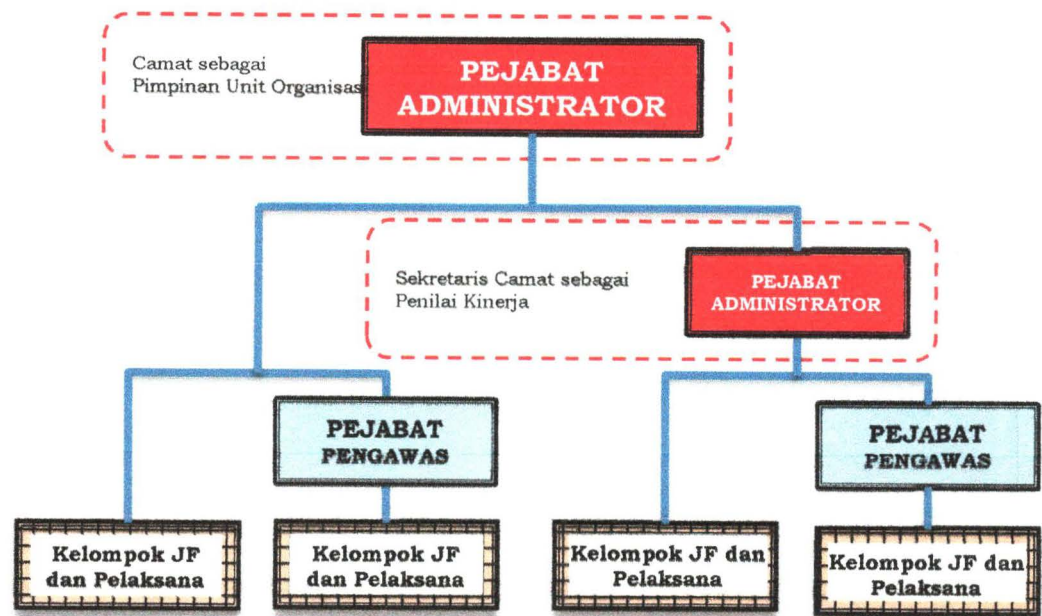 Camat sebagai
Pimpinan Unit Organisas
PEJABAT
ADMINISTRATOR
Sekretaris Camat sebagai
Penilai Kinerja
PEJABAT
ADMINISTRATOR
PEJABAT
PENGAWAS
PEJABAT
PENGAWAS
Kelompok JF
dan Pelaksana
Kelompok JF
dan Pelaksana
Kelompok JF dan
Pelaksana
Kelompok JF dan
Pelaksana